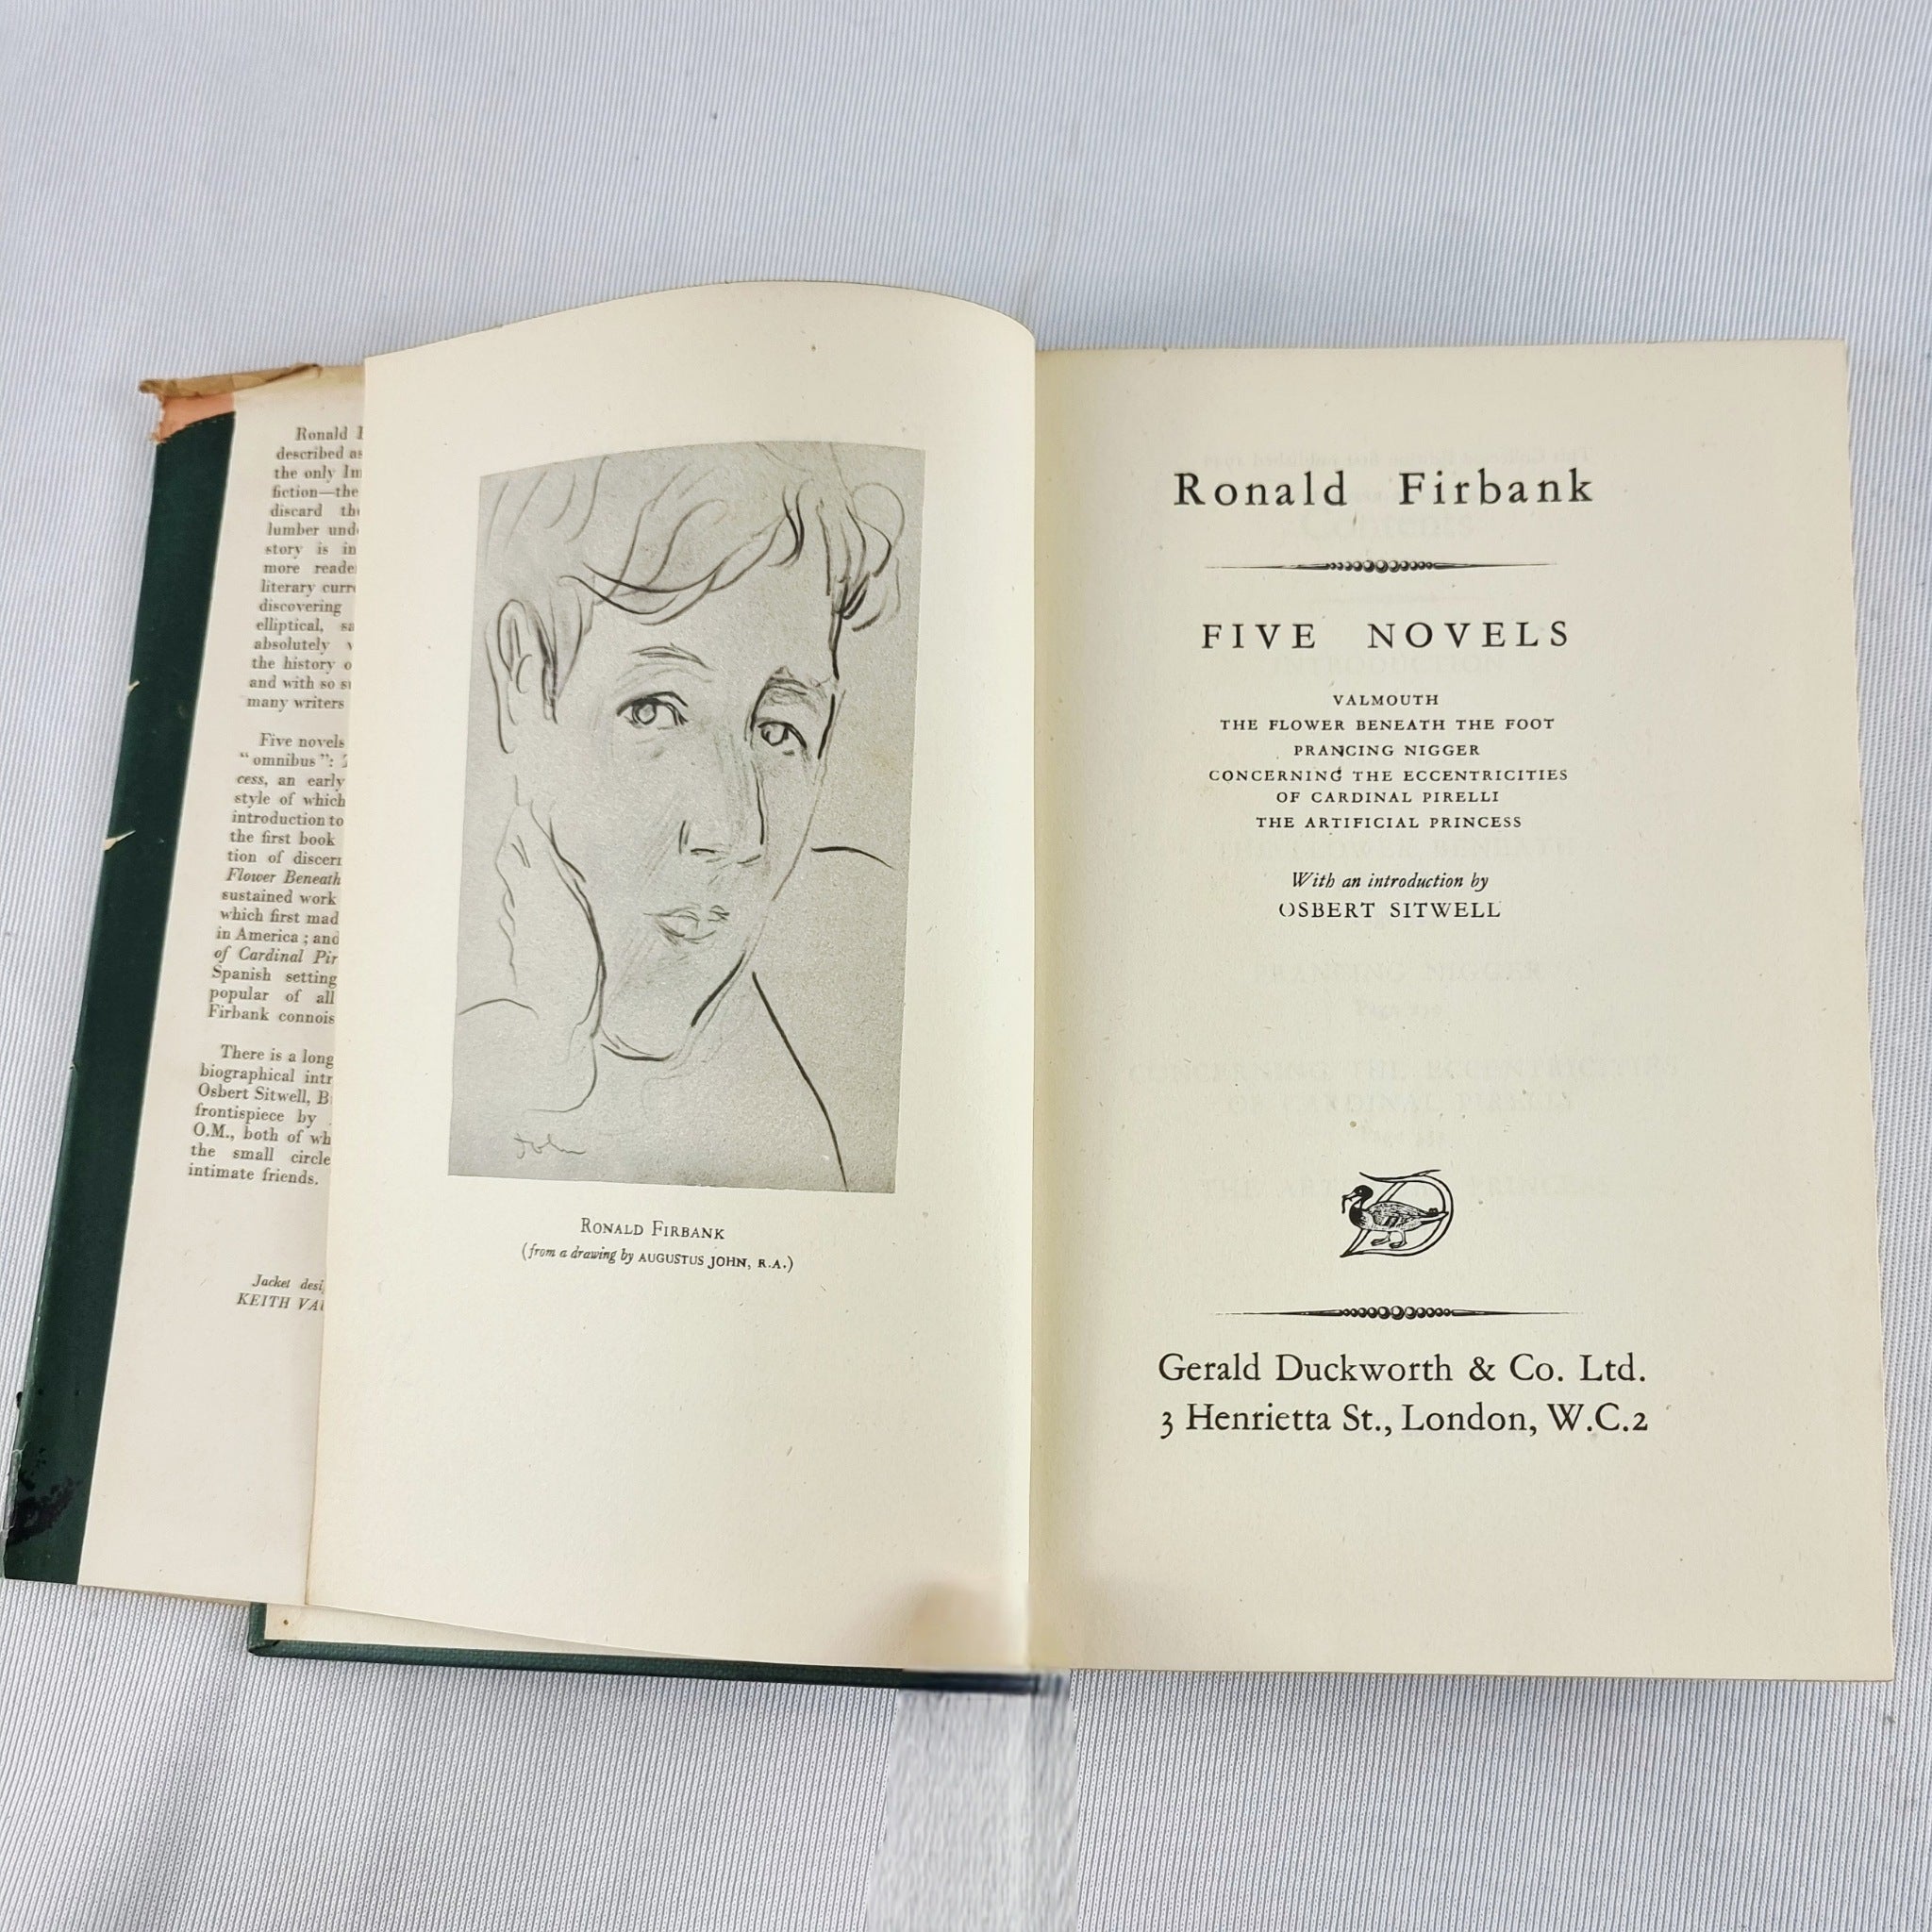 Ronald
described as
the only
fiction—the
discard
lumber
story is in
more
literary
discovering
elliptical,
absolutely
the history
and with so
many writers
Five novels
"omnibus":
cess, an early
style of which
introduction to
the first book
tion of
Flower Beneath
sustained work
which first
in America; and
of Cardinal
Spanish setting
popular of all
Firbank
There is a long
biographical
Osbert Sitwell,
frontispiece by
O.M., both of
the small circle
intimate friends.
Jacket
KEITH
John
RONALD FIRBANK
(from a drawing by AUGUSTUS JOHN, R.A.)
Ronald Firbank
FIVE NOVELS
VALMOUTH
THE FLOWER BENEATH THE FOOT
PRANCING NIGGER
CONCERNING THE ECCENTRICITIES
OF CARDINAL PIRELLI
THE ARTIFICIAL PRINCESS
With an introduction by
OSBERT SITWELL
Gerald Duckworth & Co. Ltd.
3 Henrietta St., London, W.C.2